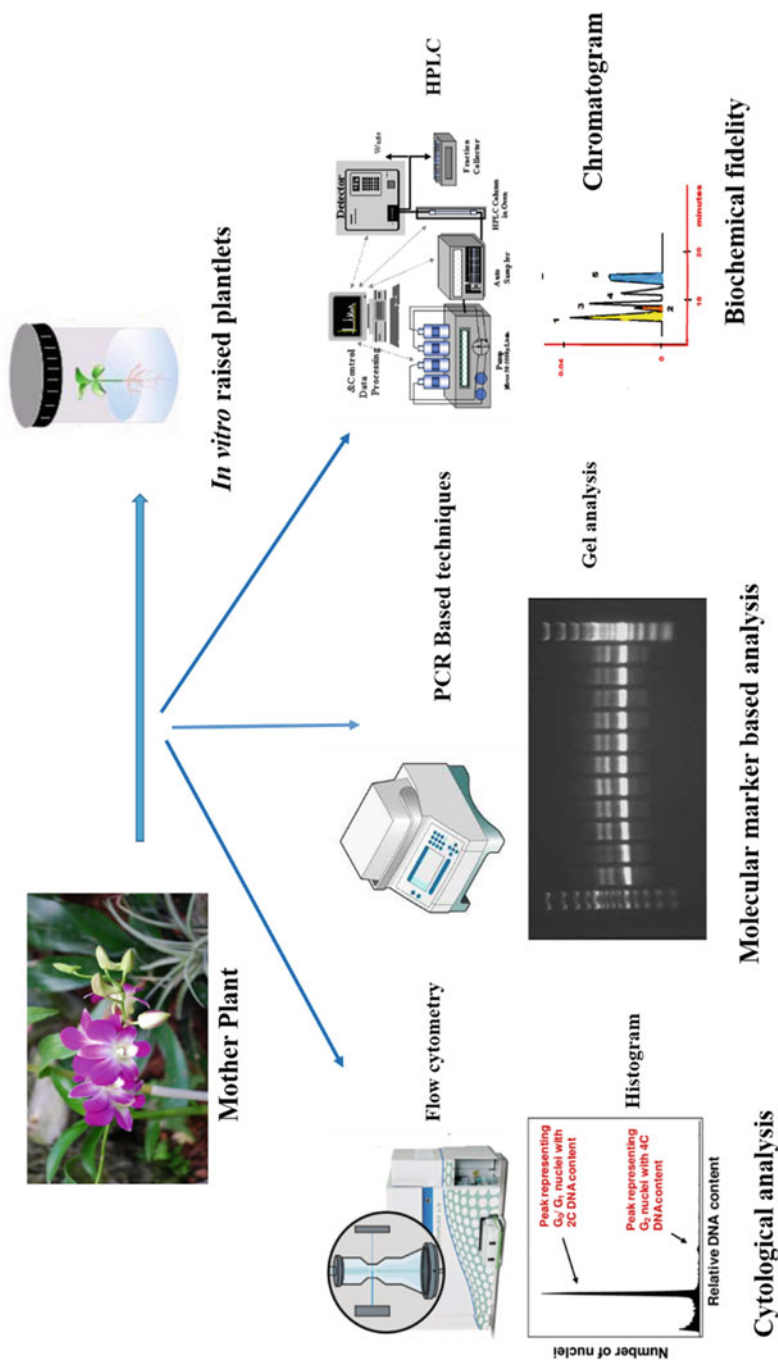 Mother Plant
In vitro raised plantlets
Flow cytometry
Histogram
Number of nuclei
Peak representing
G0/ G1 nuclei with
2C DNA content
Peak representing
G2 nuclei with 4C
DNA content
Relative DNA content
Cytological analysis
PCR Based techniques
Gel analysis
Molecular marker based analysis
HPLC
&Control
Data
Processing
Detector
Waste
Fraction
Collector
HPLC Column
in Oven
Auto
Sampler
Pump
Chromatogram
0.04
0
1
2
3
4
5
10
20
minutes
Biochemical fidelity